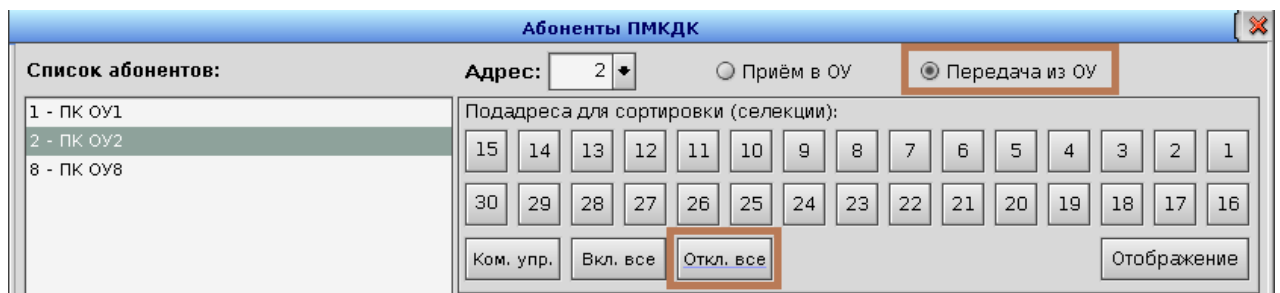 Абоненты ПМКДК
Список абонентов:
Адрес: 2 Приём в ОУ Передача из ОУ
1 - ПК ОУ1
2 - ПК ОУ2
8 - ПК ОУ8
Подадреса для сортировки (селекции):
15 14 13 12 11 10 9 8 7 6 5 4 3 2 1
30 29 28 27 26 25 24 23 22 21 20 19 18 17 16
Ком. упр. Вкл. все Откл. все Отображение